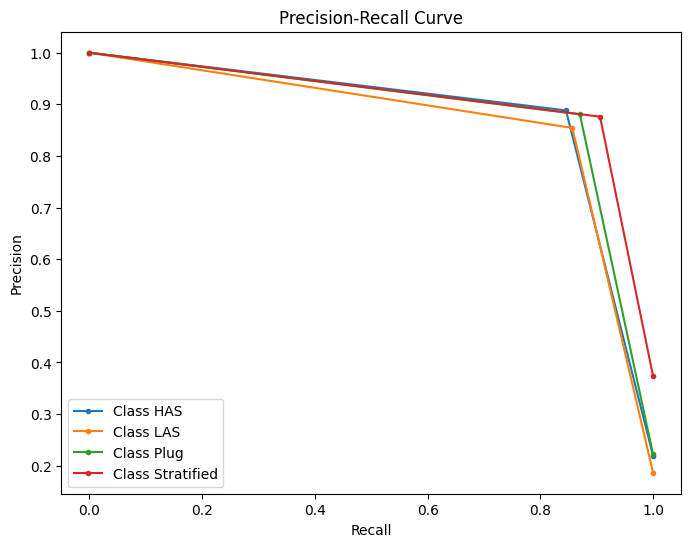 Precision-Recall Curve
Precision
1.0
0.9
0.8
0.7
0.6
0.5
0.4
0.3
0.2
Class HAS
Class LAS
Class Plug
Class Stratified
0.0
0.2
0.4
0.6
0.8
1.0
Recall